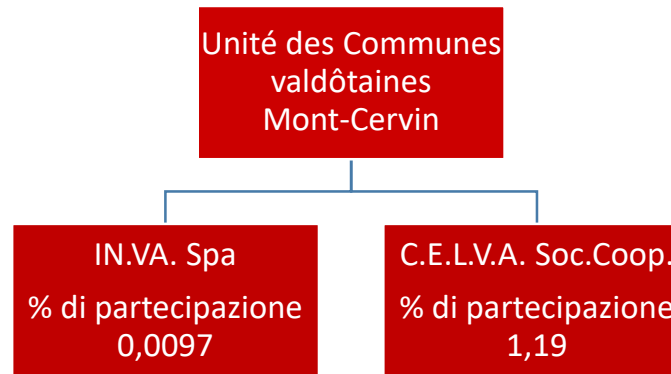 Unité des Communes
valdôtaines
Mont-Cervin
IN.VA. Spa
% di partecipazione
0,0097
C.E.L.V.A. Soc.Coop.
% di partecipazione
1,19